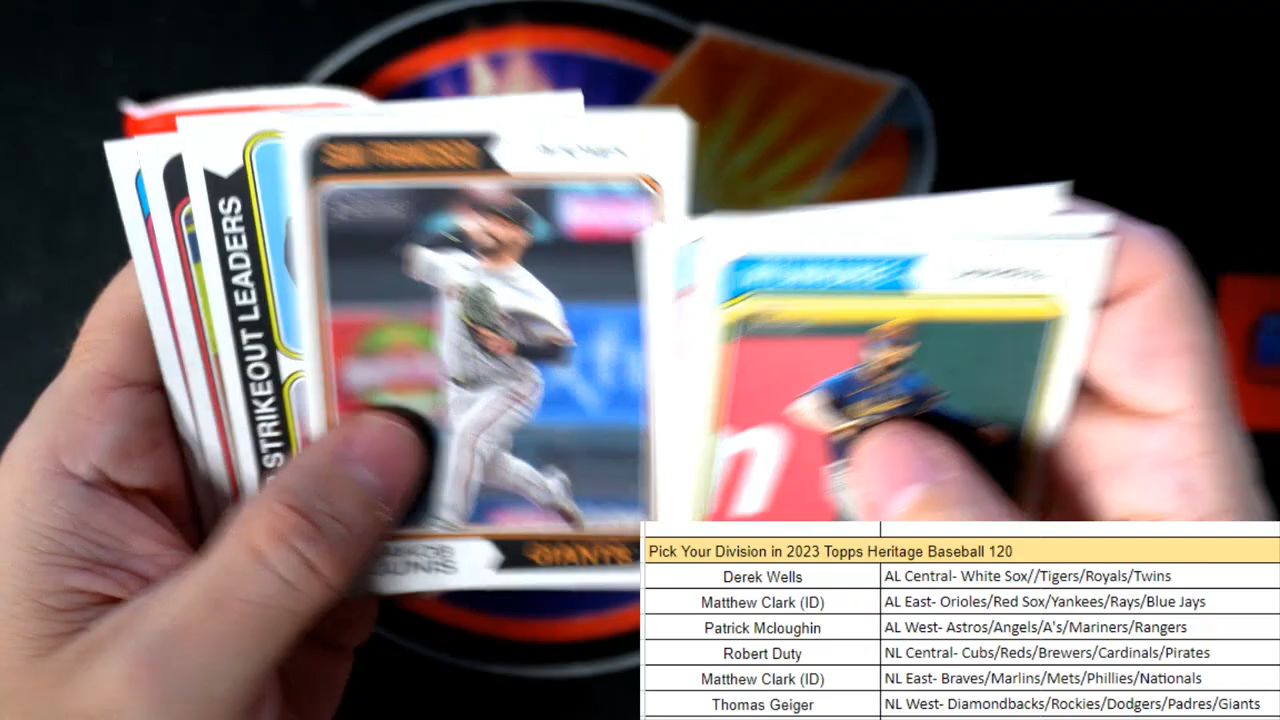 SAN FRANCISCO
STRIKEOUT LEADERS
GIANTS
Pick Your Division in 2023 Topps Heritage Baseball 120
Derek Wells AL Central- White Sox//Tigers/Royals/Twins
Matthew Clark (ID) AL East- Orioles/Red Sox/Yankees/Rays/Blue Jays
Patrick Mcloughin AL West- Astros/Angels/A's/Mariners/Rangers
Robert Duty NL Central- Cubs/Reds/Brewers/Cardinals/Pirates
Matthew Clark (ID) NL East- Braves/Marlins/Mets/Phillies/Nationals
Thomas Geiger NL West- Diamondbacks/Rockies/Dodgers/Padres/Giants